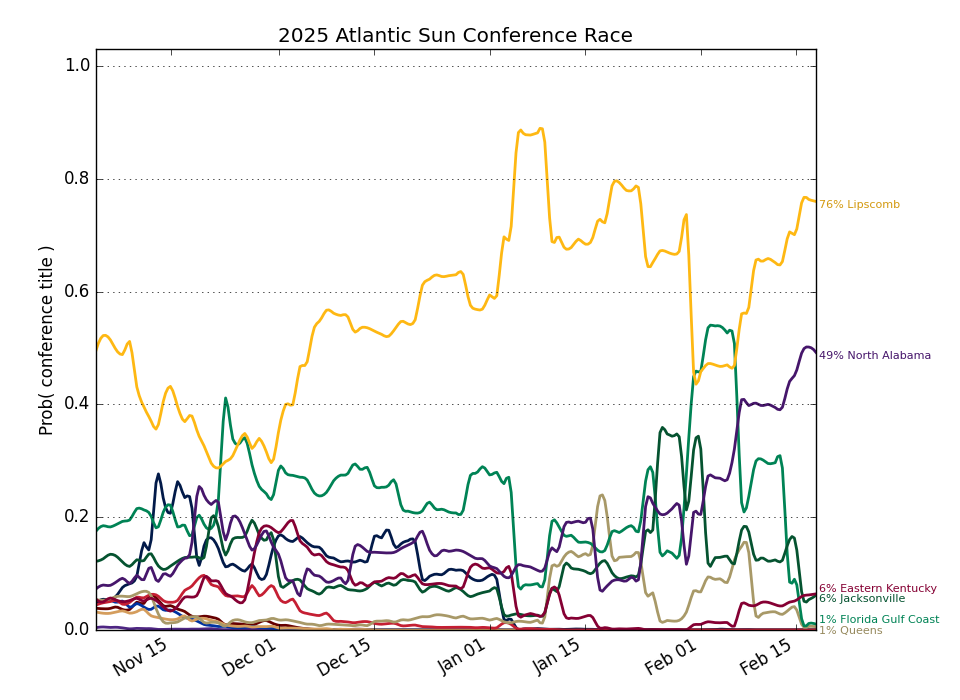 2025 Atlantic Sun Conference Race
Prob( conference title )
1.0
0.8
0.6
0.4
0.2
0.0
76% Lipscomb
49% North Alabama
6% Eastern Kentucky
6% Jacksonville
1% Florida Gulf Coast
1% Queens
Nov 15
Dec 01
Dec 15
Jan 01
Jan 15
Feb 01
Feb 15